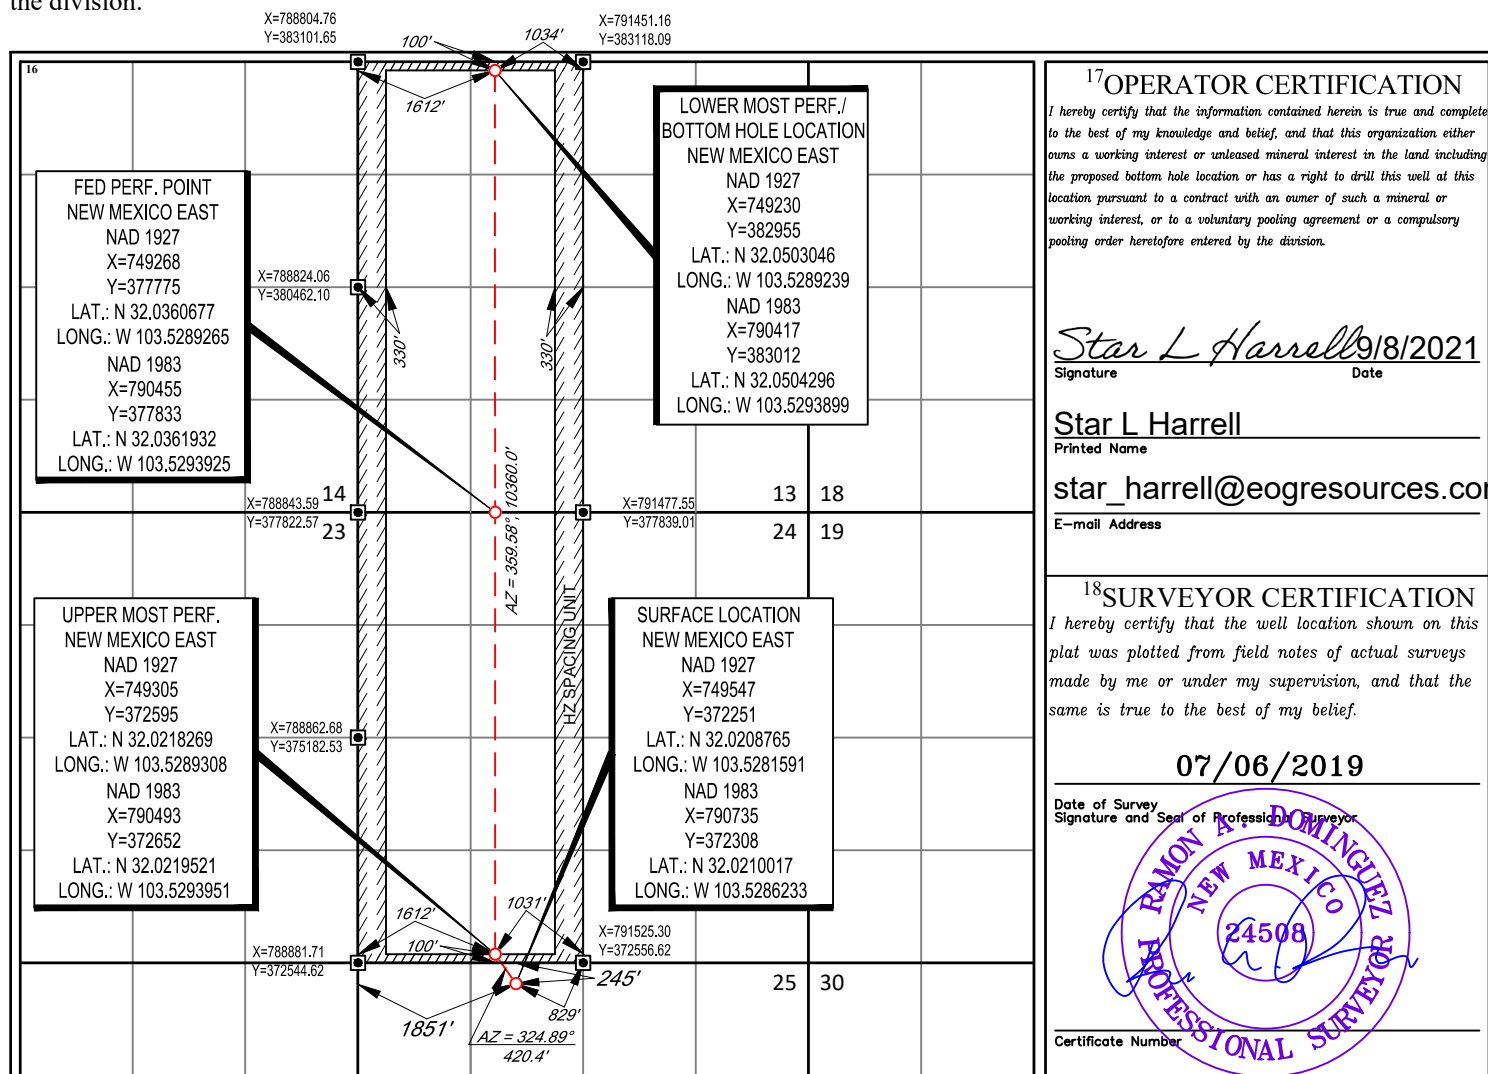 the division.
X=788804.76
Y=383101.65
X=791451.16
Y=383118.09
100'
1034'
16
1612'
LOWER MOST PERF./
BOTTOM HOLE LOCATION
NEW MEXICO EAST
NAD 1927
X=749230
Y=382955
LAT.: N 32.0503046
LONG.: W 103.5289239
NAD 1983
X=790417
Y=383012
LAT.: N 32.0504296
LONG.: W 103.5293899
FED PERF. POINT
NEW MEXICO EAST
NAD 1927
X=749268
Y=377775
LAT.: N 32.0360677
LONG.: W 103.5289265
NAD 1983
X=790455
Y=377833
LAT.: N 32.0361932
LONG.: W 103.5293925
X=788824.06
Y=380462.10
330'
330'
AZ = 359.58°, 10360.0'
X=788843.59
Y=377822.57
14
23
X=791477.55
Y=377839.01
13 18
24 19
HZ SPACING UNIT
UPPER MOST PERF.
NEW MEXICO EAST
NAD 1927
X=749305
Y=372595
LAT.: N 32.0218269
LONG.: W 103.5289308
NAD 1983
X=790493
Y=372652
LAT.: N 32.0219521
LONG.: W 103.5293951
X=788862.68
Y=375182.53
SURFACE LOCATION
NEW MEXICO EAST
NAD 1927
X=749547
Y=372251
LAT.: N 32.0208765
LONG.: W 103.5281591
NAD 1983
X=790735
Y=372308
LAT.: N 32.0210017
LONG.: W 103.5286233
1612'
1031'
100'
X=788881.71
Y=372544.62
X=791525.30
Y=372556.62
245'
25 30
1851'
829'
AZ = 324.89°
420.4'
17OPERATOR CERTIFICATION
I hereby certify that the information contained herein is true and complete
to the best of my knowledge and belief, and that this organization either
owns a working interest or unleased mineral interest in the land including
the proposed bottom hole location or has a right to drill this well at this
location pursuant to a contract with an owner of such a mineral or
working interest, or to a voluntary pooling agreement or a compulsory
pooling order heretofore entered by the division.
Star L Harrell 9/8/2021
Signature Date
Star L Harrell
Printed Name
star_harrell@eogresources.co
E-mail Address
18SURVEYOR CERTIFICATION
I hereby certify that the well location shown on this
plat was plotted from field notes of actual surveys
made by me or under my supervision, and that the
same is true to the best of my belief.
07/06/2019
Date of Survey
Signature and Seal of Professional Surveyor
RAMON A. DOMINGUEZ
NEW MEXICO
24508
PROFESSIONAL SURVEYOR
Certificate Number